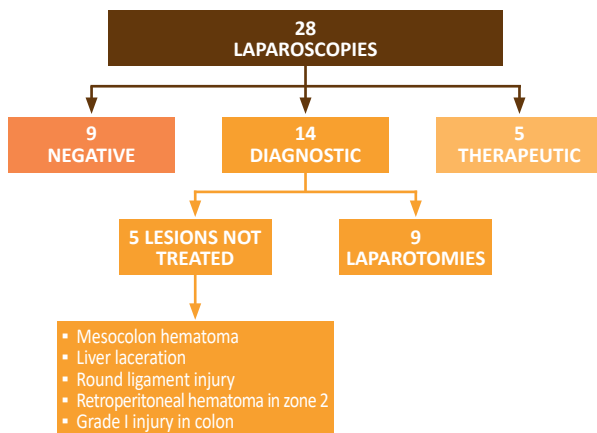 28
LAPAROSCOPIES
9
NEGATIVE
14
DIAGNOSTIC
5
THERAPEUTIC
5 LESIONS NOT
TREATED
9
LAPAROTOMIES
▪ Mesocolon hematoma
▪ Liver laceration
▪ Round ligament injury
▪ Retroperitoneal hematoma in zone 2
▪ Grade I injury in colon